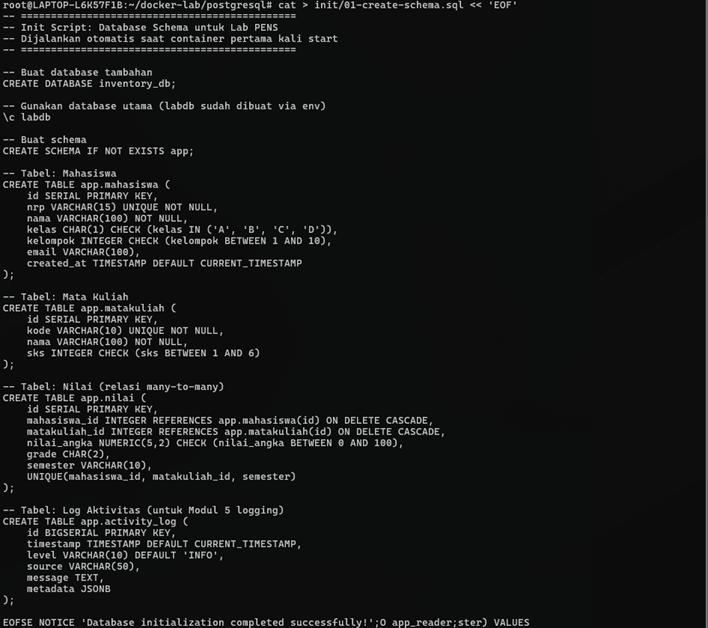 root@LAPTOP-L6K57F1B:~/docker-lab/postgresql# cat > init/01-create-schema.sql << 'EOF'
-- ==============================================
-- Init Script: Database Schema untuk Lab PENS
-- Dijalankan otomatis saat container pertama kali start
-- ==============================================

-- Buat database tambahan
CREATE DATABASE inventory_db;

-- Gunakan database utama (labdb sudah dibuat via env)
\c labdb

-- Buat schema
CREATE SCHEMA IF NOT EXISTS app;

-- Tabel: Mahasiswa
CREATE TABLE app.mahasiswa (
    id SERIAL PRIMARY KEY,
    nrp VARCHAR(15) UNIQUE NOT NULL,
    nama VARCHAR(100) NOT NULL,
    kelas CHAR(1) CHECK (kelas IN ('A', 'B', 'C', 'D')),
    kelompok INTEGER CHECK (kelompok BETWEEN 1 AND 10),
    email VARCHAR(100),
    created_at TIMESTAMP DEFAULT CURRENT_TIMESTAMP
);

-- Tabel: Mata Kuliah
CREATE TABLE app.matakuliah (
    id SERIAL PRIMARY KEY,
    kode VARCHAR(10) UNIQUE NOT NULL,
    nama VARCHAR(100) NOT NULL,
    sks INTEGER CHECK (sks BETWEEN 1 AND 6)
);

-- Tabel: Nilai (relasi many-to-many)
CREATE TABLE app.nilai (
    id SERIAL PRIMARY KEY,
    mahasiswa_id INTEGER REFERENCES app.mahasiswa(id) ON DELETE CASCADE,
    matakuliah_id INTEGER REFERENCES app.matakuliah(id) ON DELETE CASCADE,
    nilai_angka NUMERIC(5,2) CHECK (nilai_angka BETWEEN 0 AND 100),
    grade CHAR(2),
    semester VARCHAR(10),
    UNIQUE(mahasiswa_id, matakuliah_id, semester)
);

-- Tabel: Log Aktivitas (untuk Modul 5 logging)
CREATE TABLE app.activity_log (
    id BIGSERIAL PRIMARY KEY,
    timestamp TIMESTAMP DEFAULT CURRENT_TIMESTAMP,
    level VARCHAR(10) DEFAULT 'INFO',
    source VARCHAR(50),
    message TEXT,
    metadata JSONB
);

EOFSE NOTICE 'Database initialization completed successfully!';O app_reader;ster) VALUES